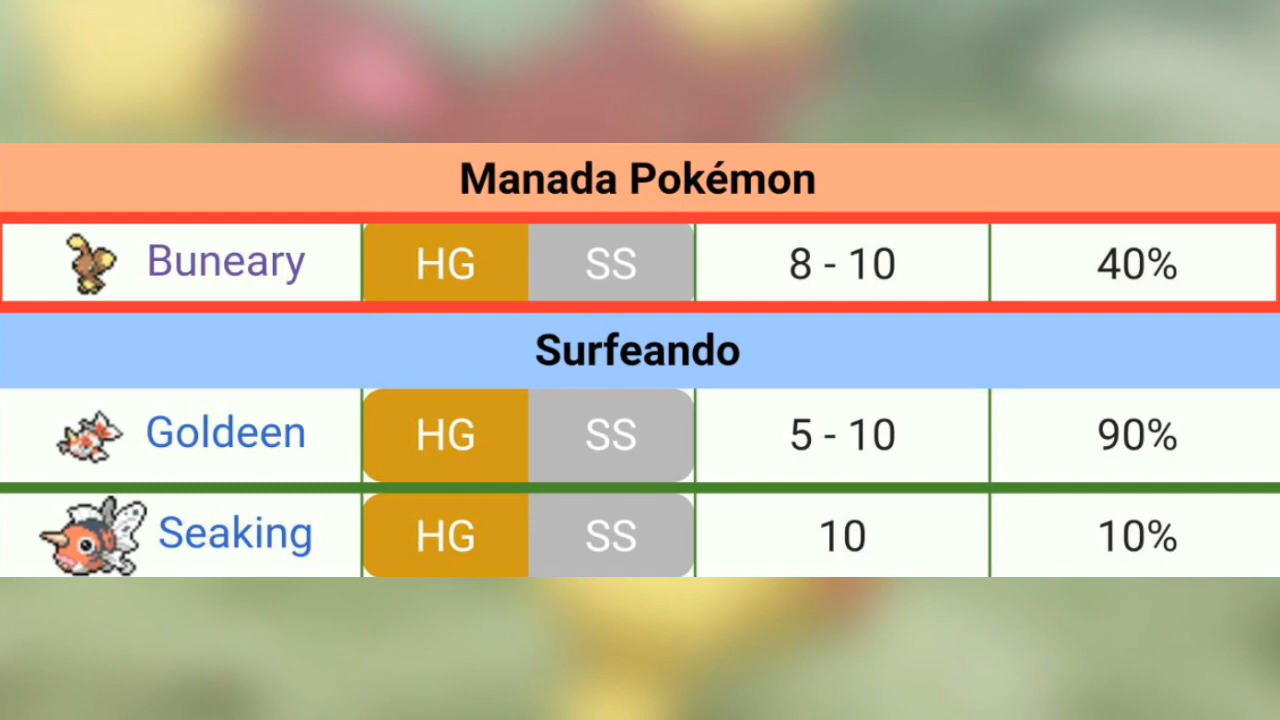 Manada Pokémon
Buneary HG SS 8 - 10 40%
Surfeando
Goldeen HG SS 5 - 10 90%
Seaking HG SS 10 10%